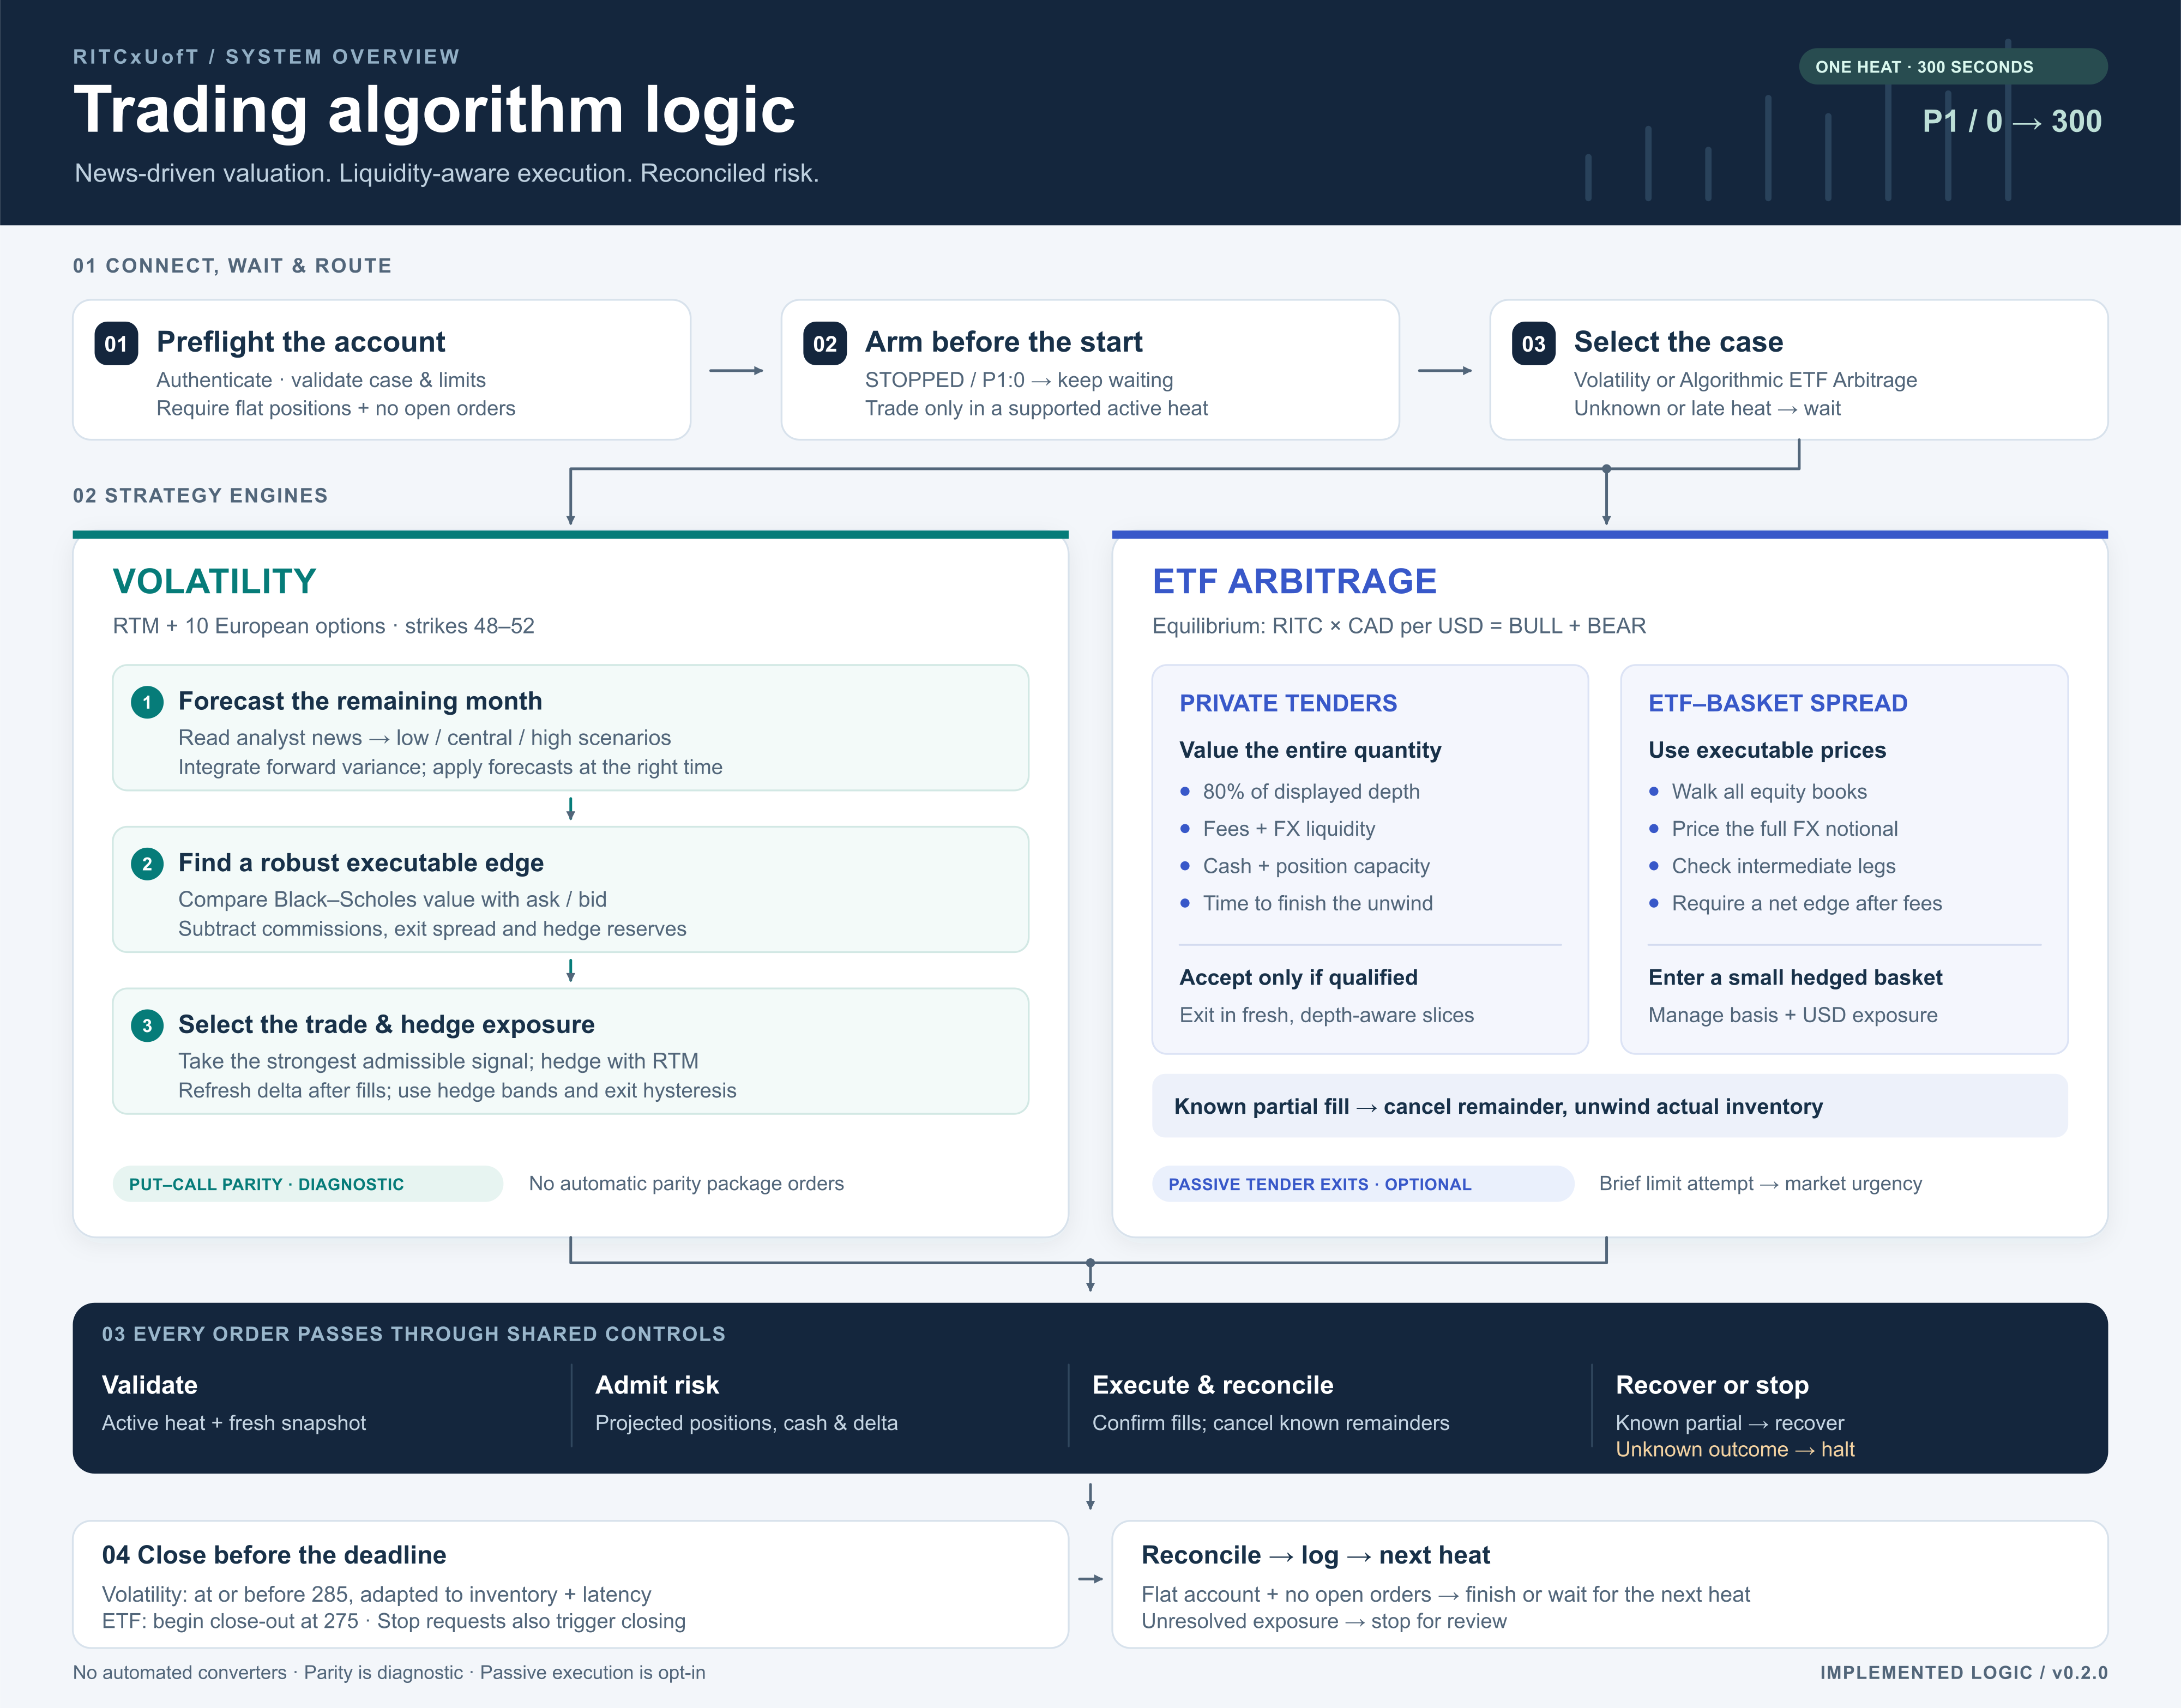 RITCxUofT / SYSTEM OVERVIEW
Trading algorithm logic
News-driven valuation. Liquidity-aware execution. Reconciled risk.
ONE HEAT · 300 SECONDS
P1 / 0 → 300
01 CONNECT, WAIT & ROUTE
01
Preflight the account
Authenticate · validate case & limits
Require flat positions + no open orders
02
Arm before the start
STOPPED / P1:0 → keep waiting
Trade only in a supported active heat
03
Select the case
Volatility or Algorithmic ETF Arbitrage
Unknown or late heat → wait
02 STRATEGY ENGINES
VOLATILITY
RTM + 10 European options · strikes 48–52
1
Forecast the remaining month
Read analyst news → low / central / high scenarios
Integrate forward variance; apply forecasts at the right time
2
Find a robust executable edge
Compare Black–Scholes value with ask / bid
Subtract commissions, exit spread and hedge reserves
3
Select the trade & hedge exposure
Take the strongest admissible signal; hedge with RTM
Refresh delta after fills; use hedge bands and exit hysteresis
PUT–CALL PARITY · DIAGNOSTIC
No automatic parity package orders
ETF ARBITRAGE
Equilibrium: RITC × CAD per USD = BULL + BEAR
PRIVATE TENDERS
Value the entire quantity
• 80% of displayed depth
• Fees + FX liquidity
• Cash + position capacity
• Time to finish the unwind
Accept only if qualified
Exit in fresh, depth-aware slices
ETF–BASKET SPREAD
Use executable prices
• Walk all equity books
• Price the full FX notional
• Check intermediate legs
• Require a net edge after fees
Enter a small hedged basket
Manage basis + USD exposure
Known partial fill → cancel remainder, unwind actual inventory
PASSIVE TENDER EXITS · OPTIONAL
Brief limit attempt → market urgency
03 EVERY ORDER PASSES THROUGH SHARED CONTROLS
Validate
Active heat + fresh snapshot
Admit risk
Projected positions, cash & delta
Execute & reconcile
Confirm fills; cancel known remainders
Recover or stop
Known partial → recover
Unknown outcome → halt
04 Close before the deadline
Volatility: at or before 285, adapted to inventory + latency
ETF: begin close-out at 275 · Stop requests also trigger closing
Reconcile → log → next heat
Flat account + no open orders → finish or wait for the next heat
Unresolved exposure → stop for review
No automated converters · Parity is diagnostic · Passive execution is opt-in
IMPLEMENTED LOGIC / v0.2.0